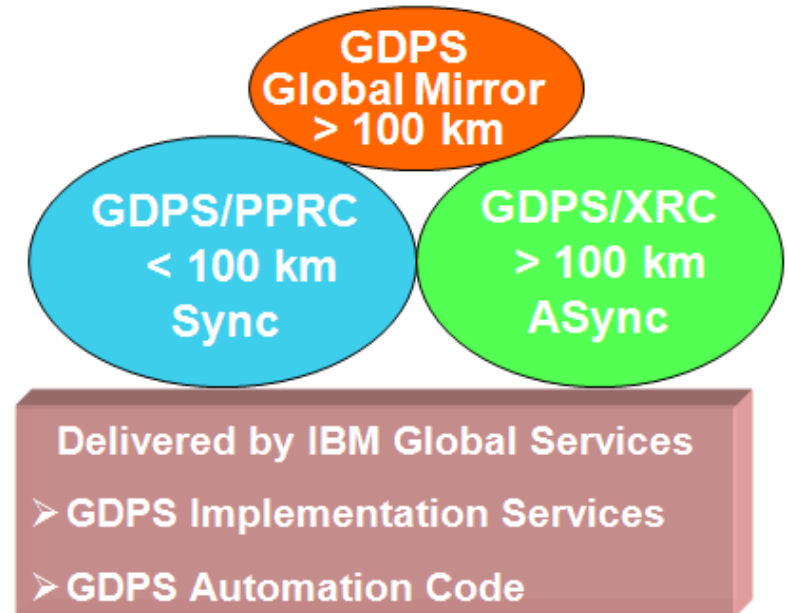 GDPS
Global Mirror
> 100 km
GDPS/PPRC
< 100 km
Sync
GDPS/XRC
> 100 km
ASync
Delivered by IBM Global Services
➢ GDPS Implementation Services
➢ GDPS Automation Code